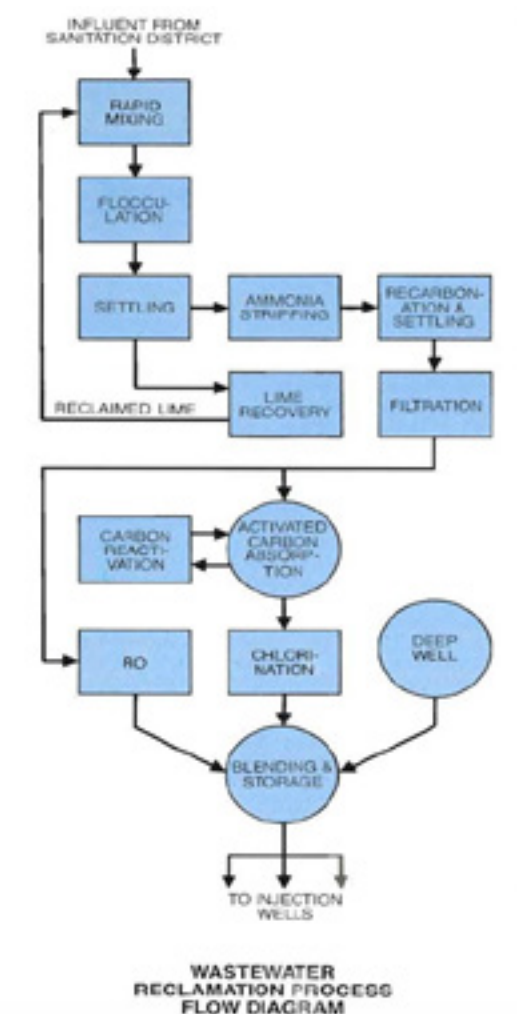 INFLUENT FROM
SANITATION DISTRICT
RAPID
MIXING
FLOCCU-
LATION
SETTLING
AMMONIA
STRIPPING
RECARBON-
ATION &
SETTLING
LIME
RECOVERY
FILTRATION
RECLAIMED LIME
CARBON
REACTI-
VATION
ACTIVATED
CARBON
ABSORP-
TION
DEEP
WELL
RO
CHLORI-
NATION
BLENDING &
STORAGE
TO INJECTION
WELLS
WASTEWATER
RECLAMATION PROCESS
FLOW DIAGRAM